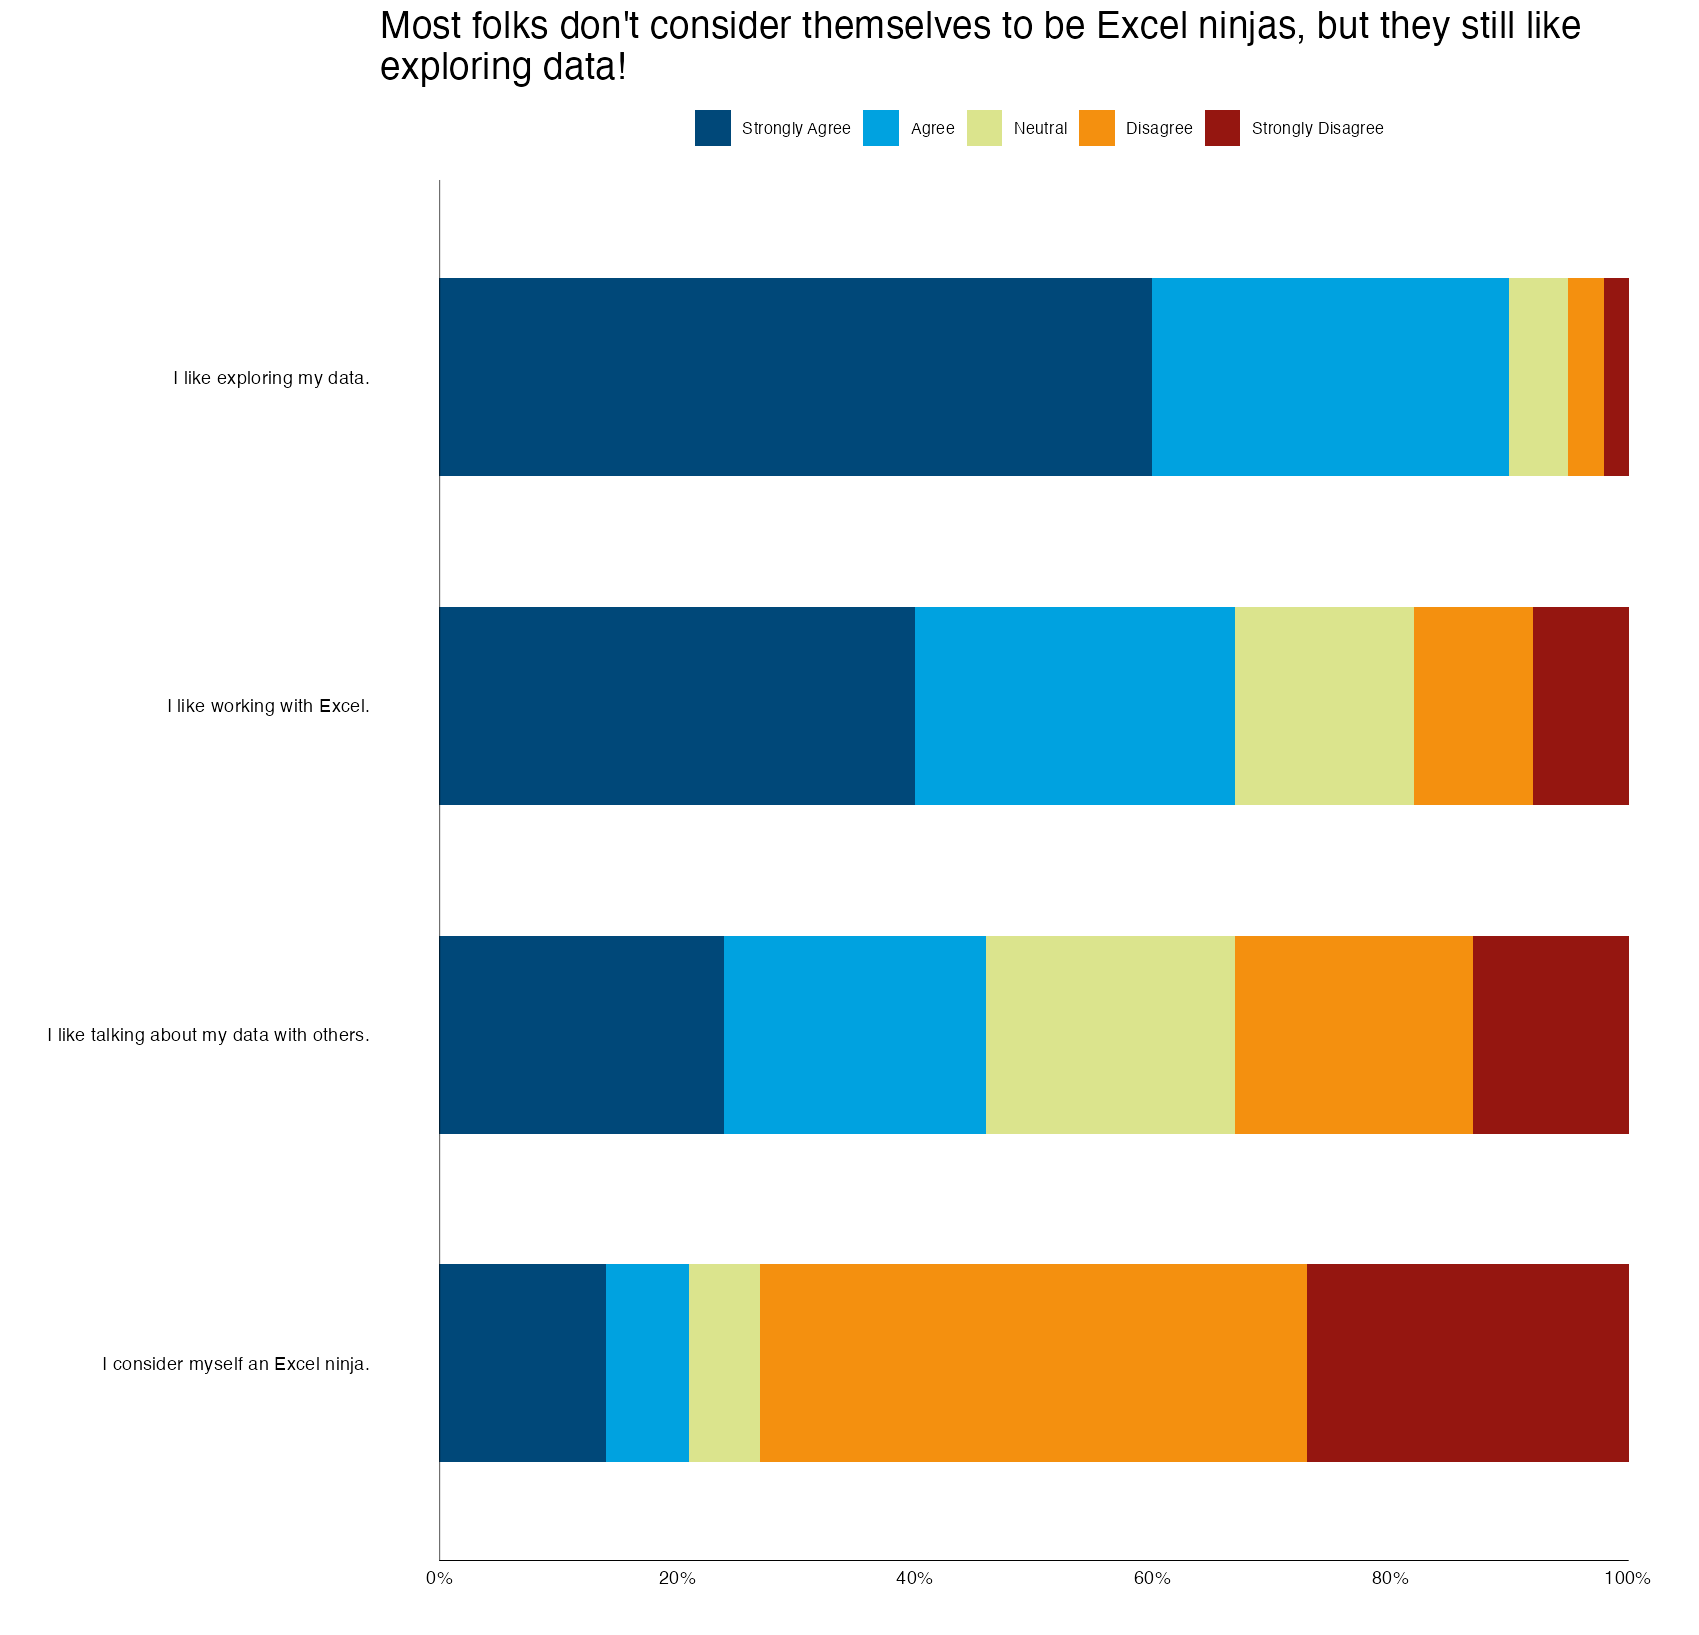 Most folks don't consider themselves to be Excel ninjas, but they still like
exploring data!
Strongly Agree Agree Neutral Disagree Strongly Disagree
I like exploring my data.
I like working with Excel.
I like talking about my data with others.
I consider myself an Excel ninja.
0% 20% 40% 60% 80% 100%